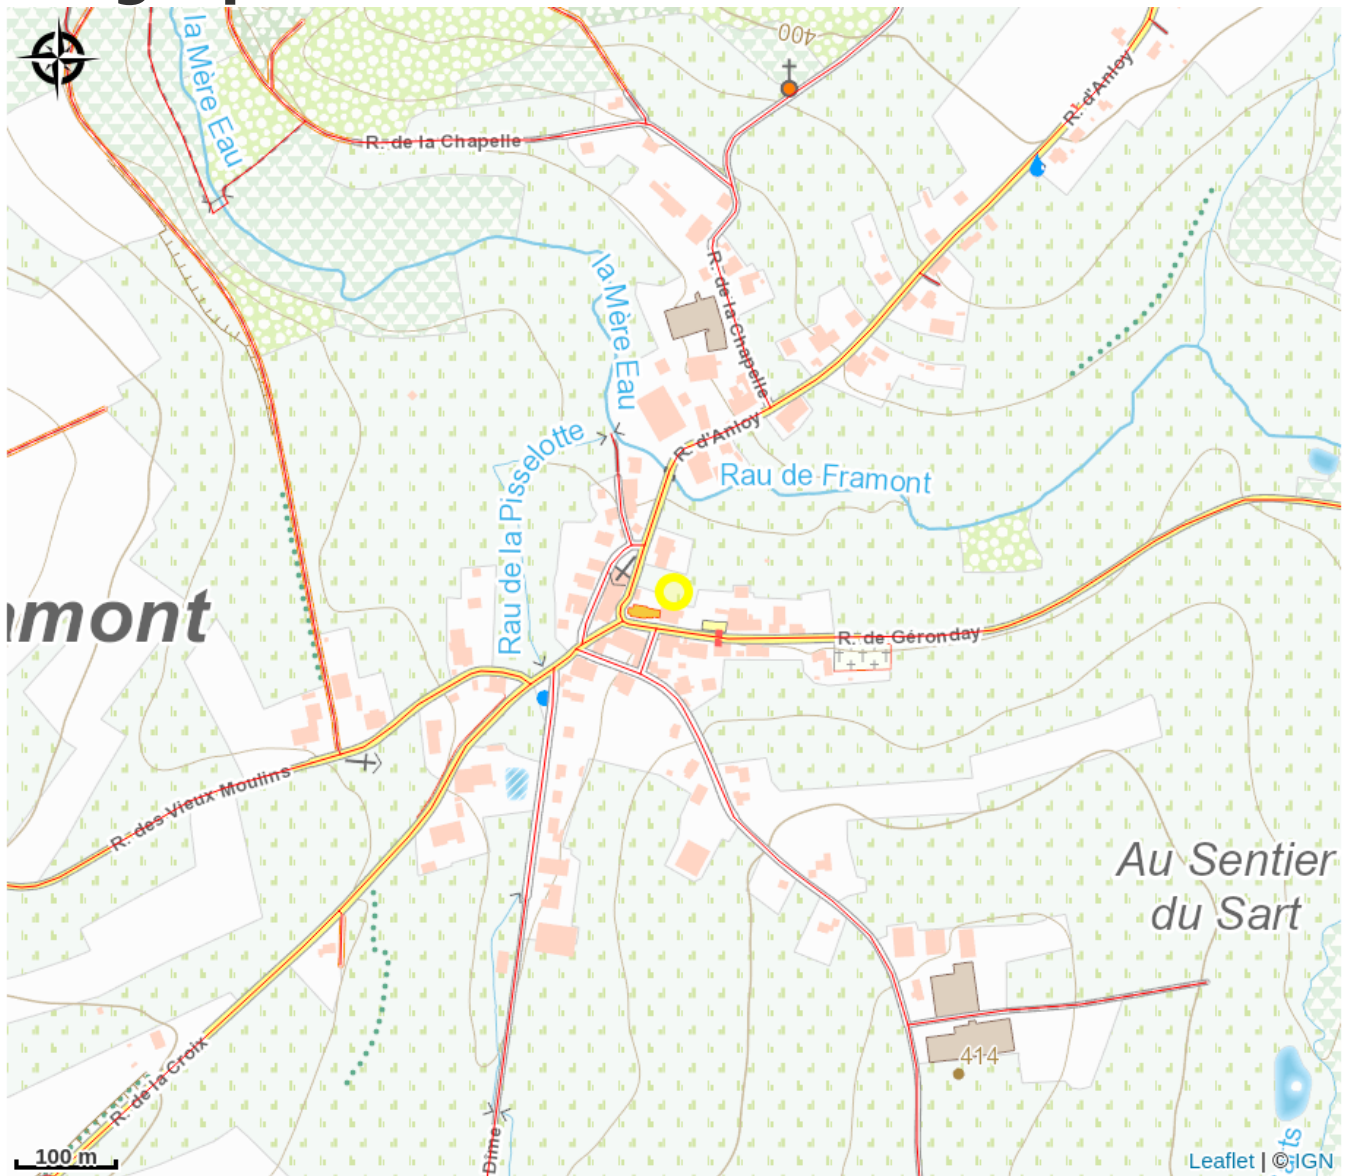 la Mère Eau
400
R. d'Anloy
R. de la Chapelle
la Mère Eau
R. de la Chapelle
R. d'Anloy
Rau de la Pisselotte
Rau de Framont
amont
R. de Géronday
R. des Vieux Moulins
Au Sentier
du Sart
R. de la Croix
414
Dîme
100 m
Leaflet | © IGN